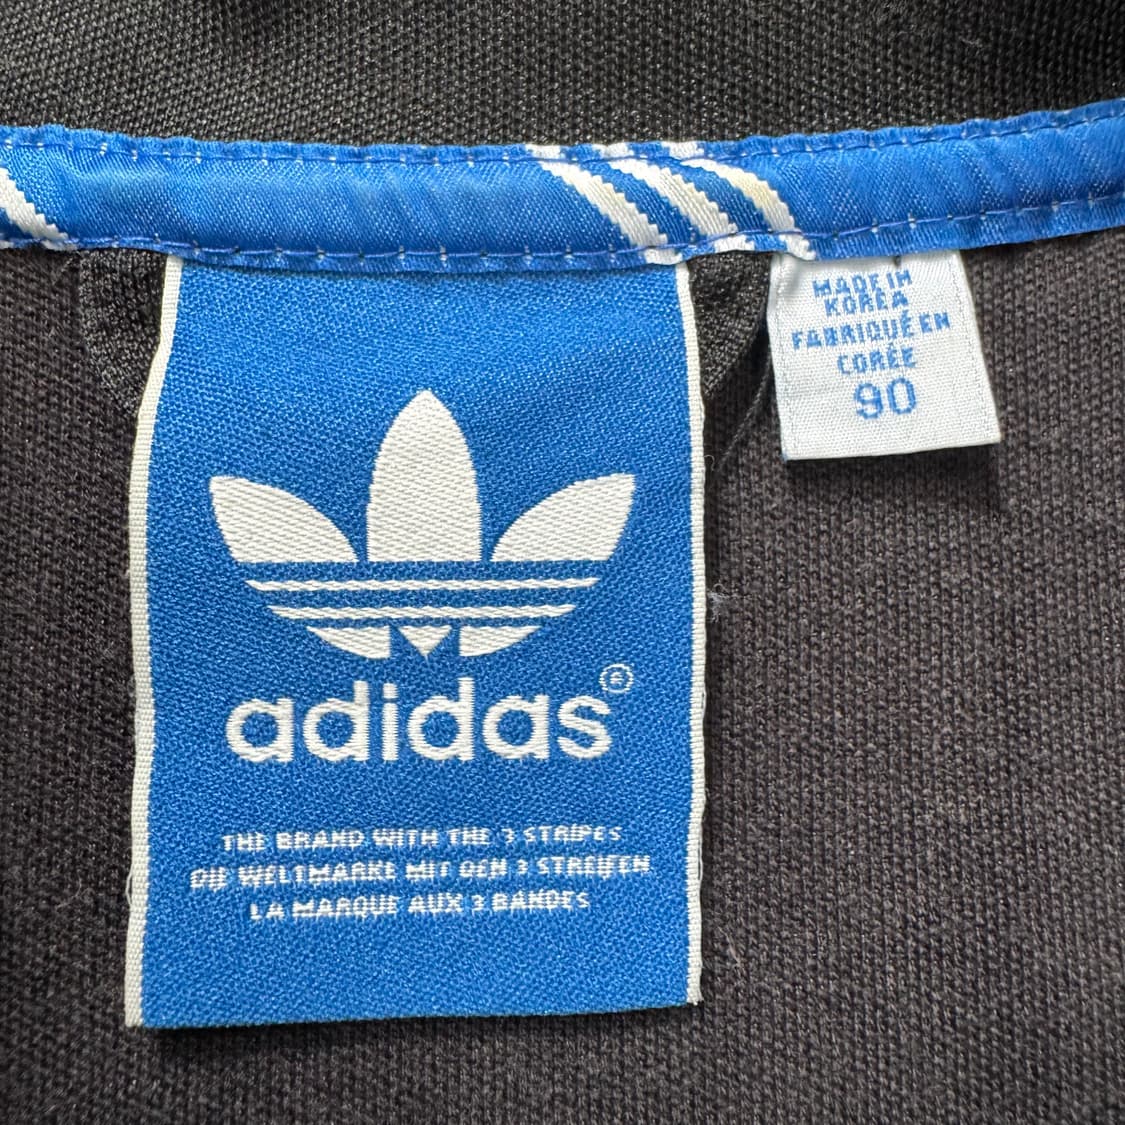 adidas®
THE BRAND WITH THE 3 STRIPES
DIE WELTMARKE MIT DEN 3 STREIFEN
LA MARQUE AUX 3 BANDES
MADE IN
KOREA
FABRIQUÉ EN
CORÉE
90